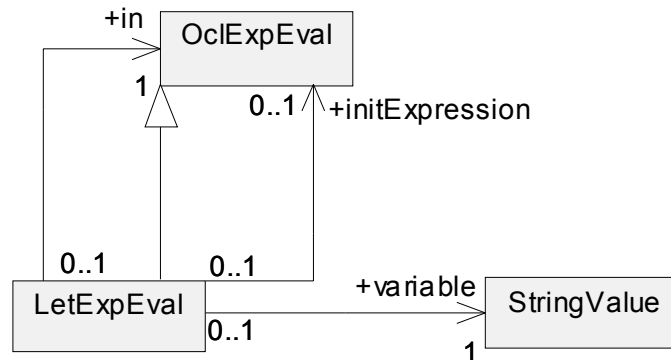 +in
OclExpEval
1
0..1
+initExpression
0..1
0..1
LetExpEval
+variable
StringValue
0..1
1